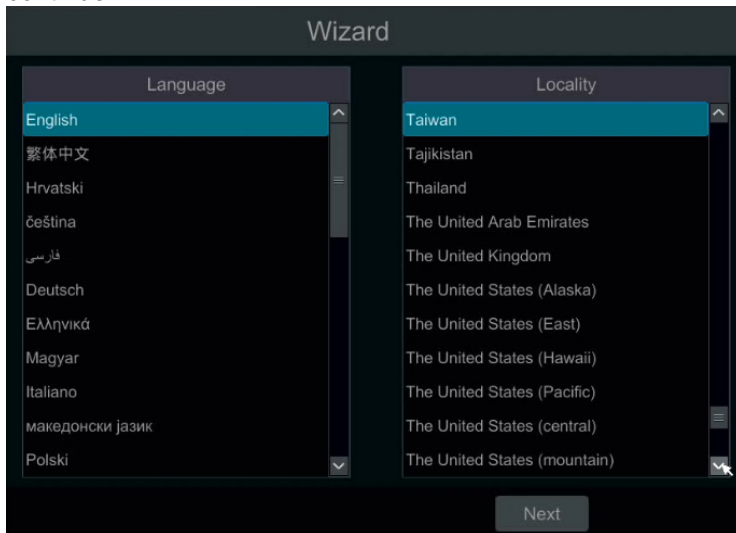 Wizard
Language
English
繁体中文
Hrvatski
čeština
فارسی
Deutsch
Ελληνικά
Magyar
Italiano
македонски јазик
Polski
Locality
Taiwan
Tajikistan
Thailand
The United Arab Emirates
The United Kingdom
The United States (Alaska)
The United States (East)
The United States (Hawaii)
The United States (Pacific)
The United States (central)
The United States (mountain)
Next